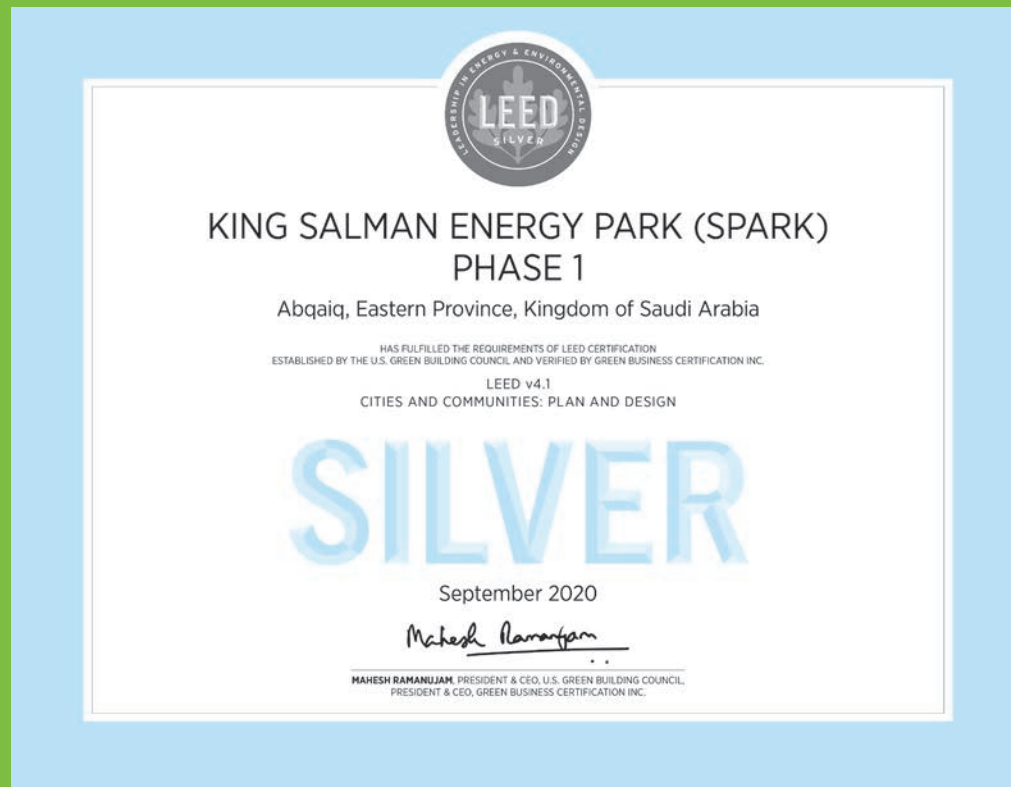 LEADERSHIP IN ENERGY & ENVIRONMENTAL DESIGN
LEED
SILVER
KING SALMAN ENERGY PARK (SPARK)
PHASE 1
Abqaiq, Eastern Province, Kingdom of Saudi Arabia
HAS FULFILLED THE REQUIREMENTS OF LEED CERTIFICATION
ESTABLISHED BY THE U.S. GREEN BUILDING COUNCIL AND VERIFIED BY GREEN BUSINESS CERTIFICATION INC.
LEED v4.1
CITIES AND COMMUNITIES: PLAN AND DESIGN
SILVER
September 2020
Mahesh Ramanujam
MAHESH RAMANUJAM, PRESIDENT & CEO, U.S. GREEN BUILDING COUNCIL,
PRESIDENT & CEO, GREEN BUSINESS CERTIFICATION INC.